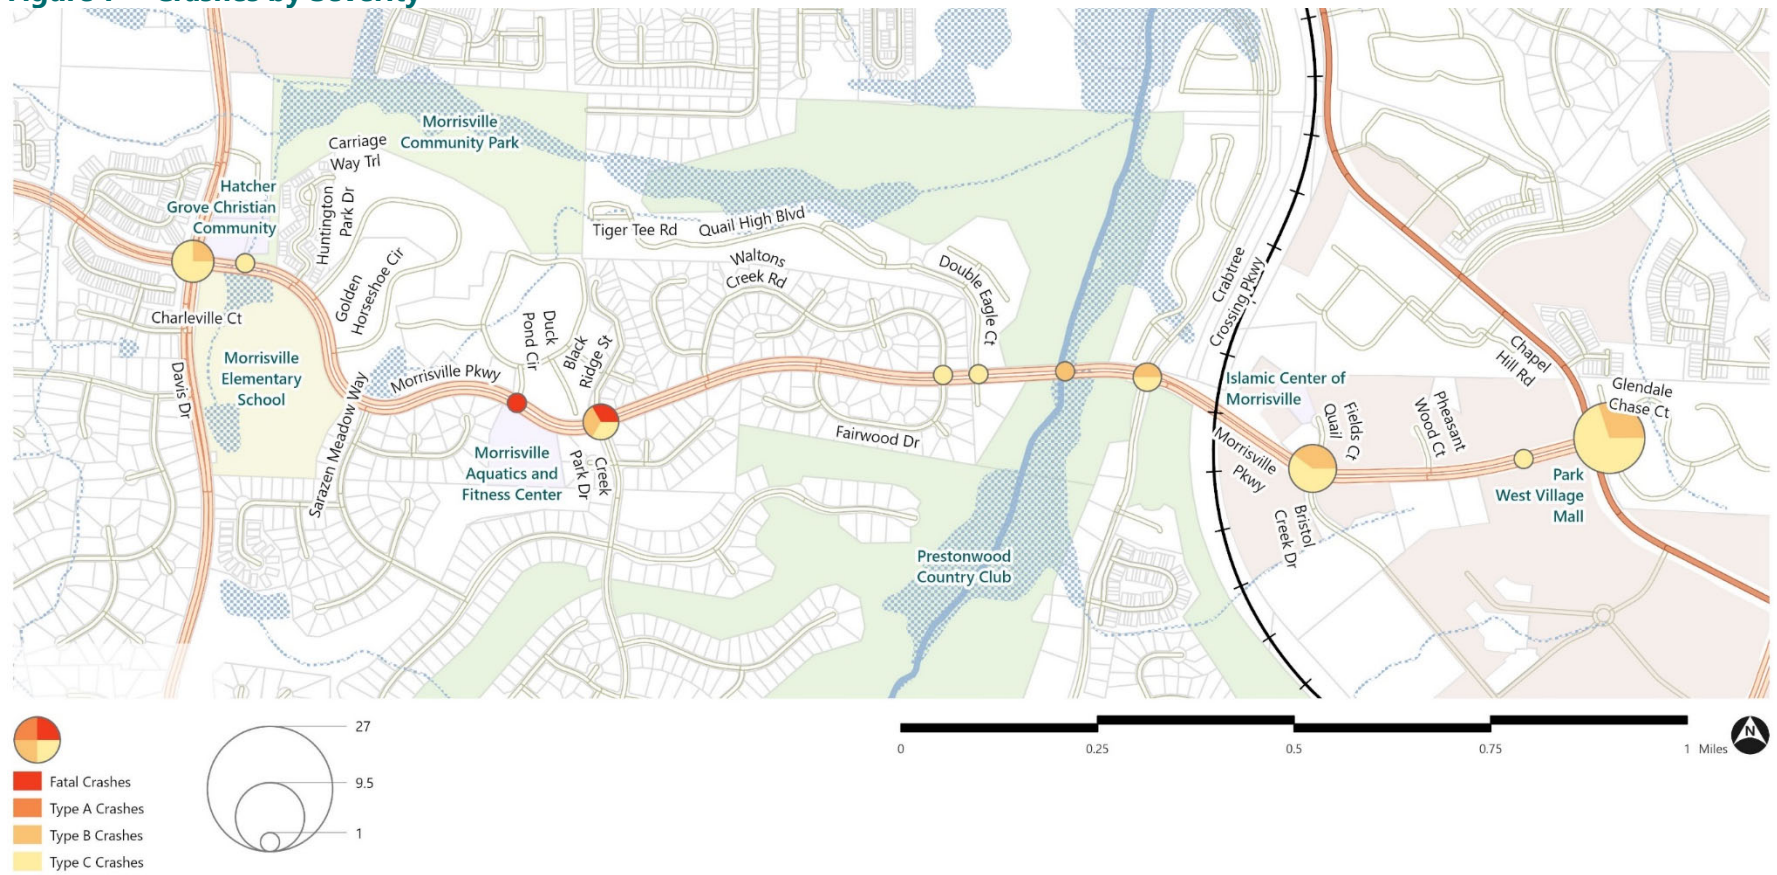 Crashes by Severity
Morrisville
Community Park
Carriage
Way Trl
Hatcher
Grove Christian
Community
Huntington
Park Dr
Golden
Horseshoe Cir
Tiger Tee Rd
Quail High Blvd
Waltons
Creek Rd
Double Eagle Ct
Crabtree
Crossing Pkwy
Charleville Ct
Duck
Pond Cir
Black
Ridge St
Morrisville
Elementary
School
Davis Dr
Morrisville Pkwy
Sarazen Meadow Way
Chapel
Hill Rd
Islamic Center of
Morrisville
Glendale
Chase Ct
Quail
Fields Ct
Pheasant
Wood Ct
Fairwood Dr
Morrisville
Pkwy
Morrisville
Aquatics and
Fitness Center
Creek
Park Dr
Park
West Village
Mall
Bristol
Creek Dr
Prestonwood
Country Club
27
9.5
1
Fatal Crashes
Type A Crashes
Type B Crashes
Type C Crashes
0 0.25 0.5 0.75 1 Miles
N